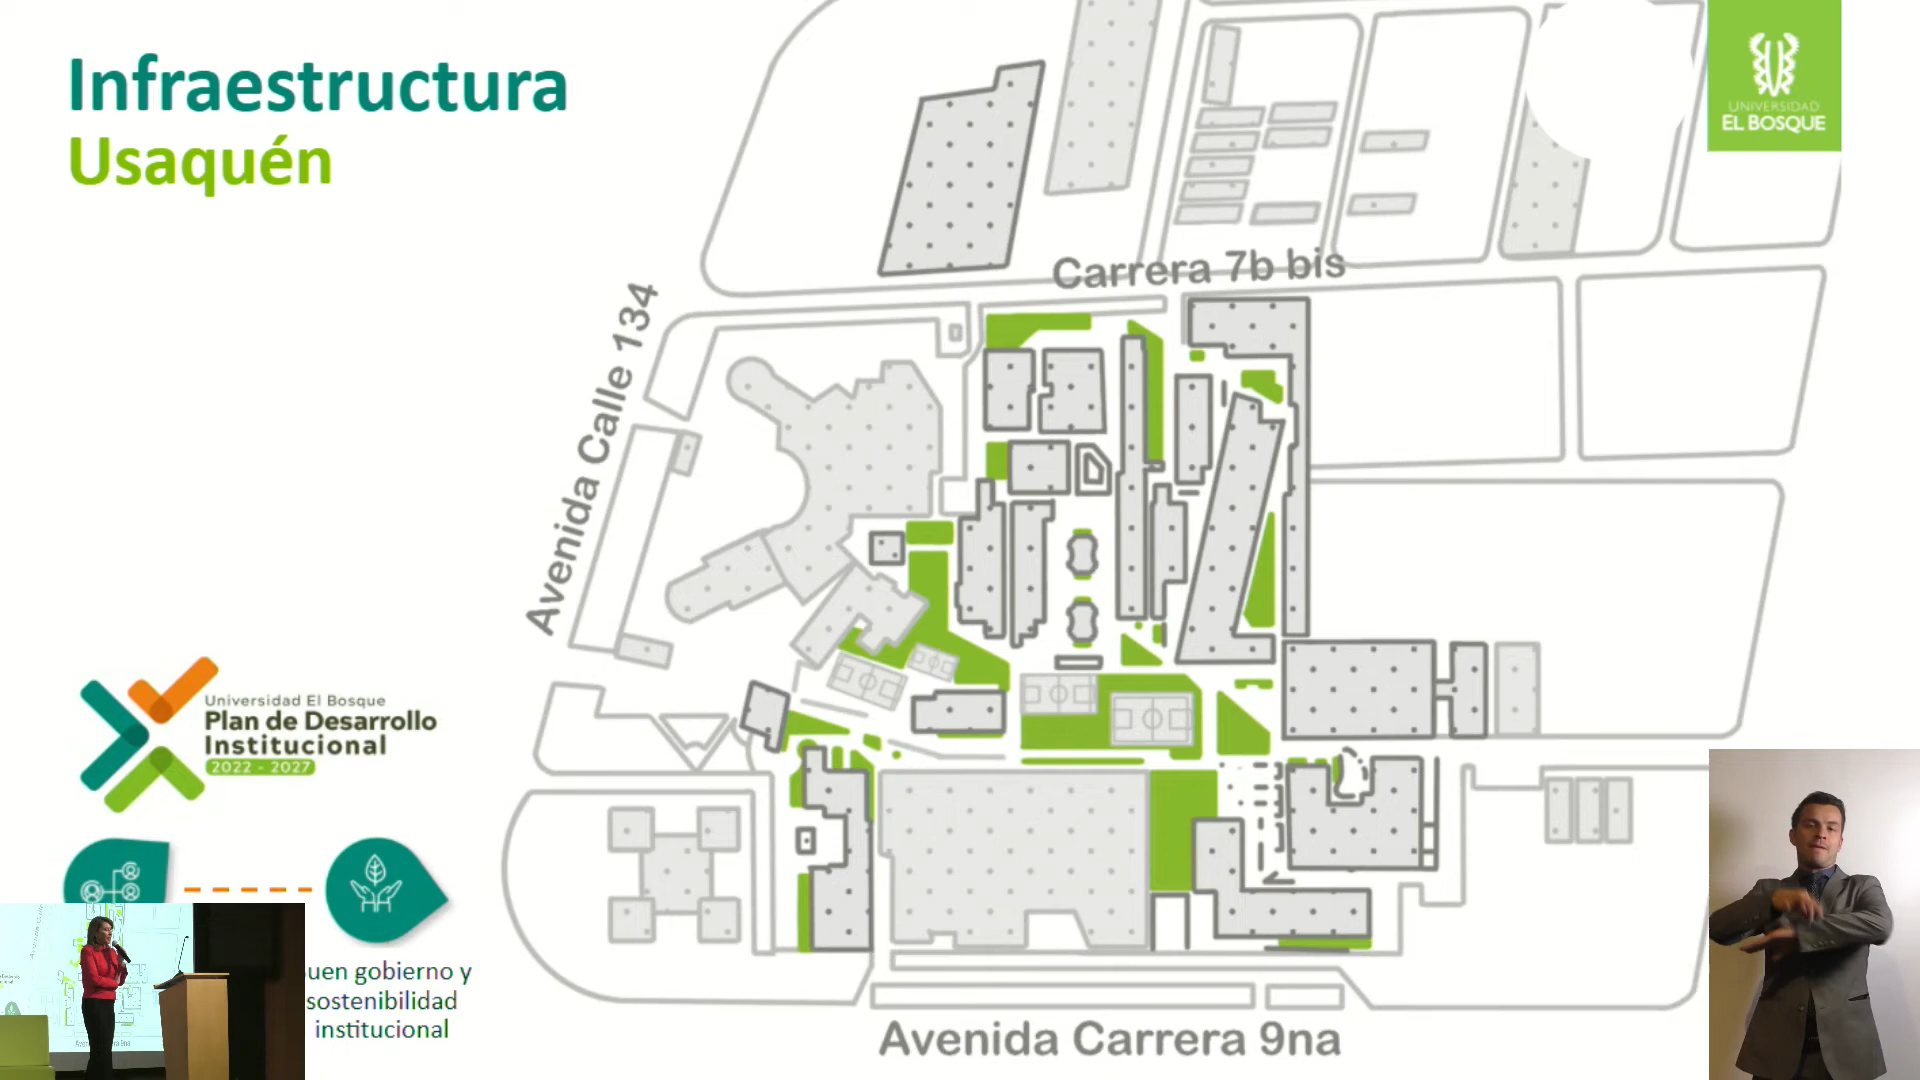 Infraestructura
Usaquén
UNIVERSIDAD
EL BOSQUE
Carrera 7b bis
Avenida Calle 134
Universidad El Bosque
Plan de Desarrollo
Institucional
2022 - 2027
uen gobierno y
sostenibilidad
institucional
Avenida Carrera 9na